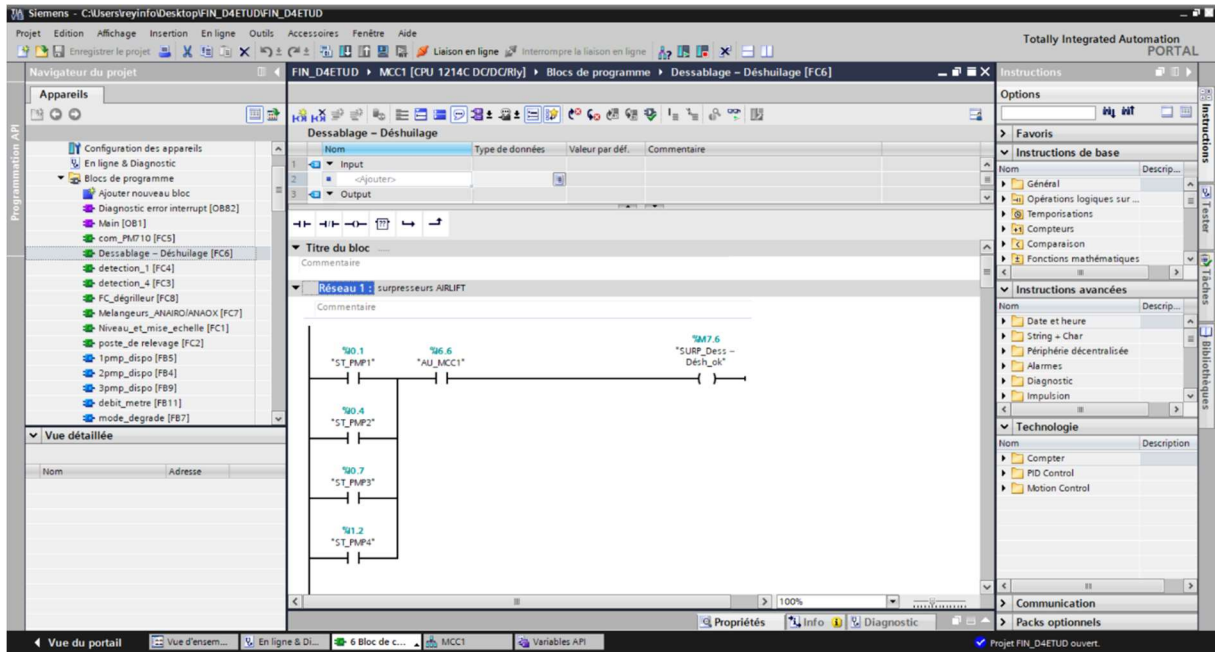 Siemens - C:\Users\reyinfo\Desktop\FIN_D4ETUD\FIN_D4ETUD
Projet Edition Affichage Insertion En ligne Outils Accessoires Fenêtre Aide
Totally Integrated Automation
PORTAL
Enregistrer le projet
Liaison en ligne
Interrompre la liaison en ligne
Navigateur du projet
FIN_D4ETUD ▸ MCC1 [CPU 1214C DC/DC/Rly] ▸ Blocs de programme ▸ Dessablage – Déshuilage [FC6]
Instructions
Appareils
Options
Programmation API
Configuration des appareils
En ligne & Diagnostic
Blocs de programme
Ajouter nouveau bloc
Diagnostic error interrupt [OB82]
Main [OB1]
com_PM710 [FC5]
Dessablage – Déshuilage [FC6]
detection_1 [FC4]
detection_4 [FC3]
FC_dégrilleur [FC8]
Melangeurs_ANAIRO/ANAOX [FC7]
Niveau_et_mise_echelle [FC1]
poste_de relevage [FC2]
1pmp_dispo [FB5]
2pmp_dispo [FB4]
3pmp_dispo [FB9]
debit_metre [FB11]
mode_degrade [FB7]
Vue détaillée
Nom Adresse
Dessablage – Déshuilage
Nom Type de données Valeur par déf. Commentaire
1 Input
2 <Ajouter>
3 Output
??
Titre du bloc
Commentaire
Réseau 1 : surpresseurs AIRLIFT
Commentaire
%I0.1
"ST_PMP1"
%I6.6
"AU_MCC1"
%M7.6
"SURP_Dess –
Désh_ok"
%I0.4
"ST_PMP2"
%I0.7
"ST_PMP3"
%I1.2
"ST_PMP4"
100%
Propriétés Info Diagnostic
Favoris
Instructions de base
Nom Descrip...
Général
Opérations logiques sur ...
Temporisations
Compteurs
Comparaison
Fonctions mathématiques
Instructions avancées
Nom Descrip...
Date et heure
String + Char
Périphérie décentralisée
Alarmes
Diagnostic
Impulsion
Technologie
Nom Description
Compter
PID Control
Motion Control
Communication
Packs optionnels
Instructions
Tester
Tâches
Bibliothèques
Vue du portail
Vue d'ensem...
En ligne & Di...
6 Bloc de c...
MCC1
Variables API
Projet FIN_D4ETUD ouvert.